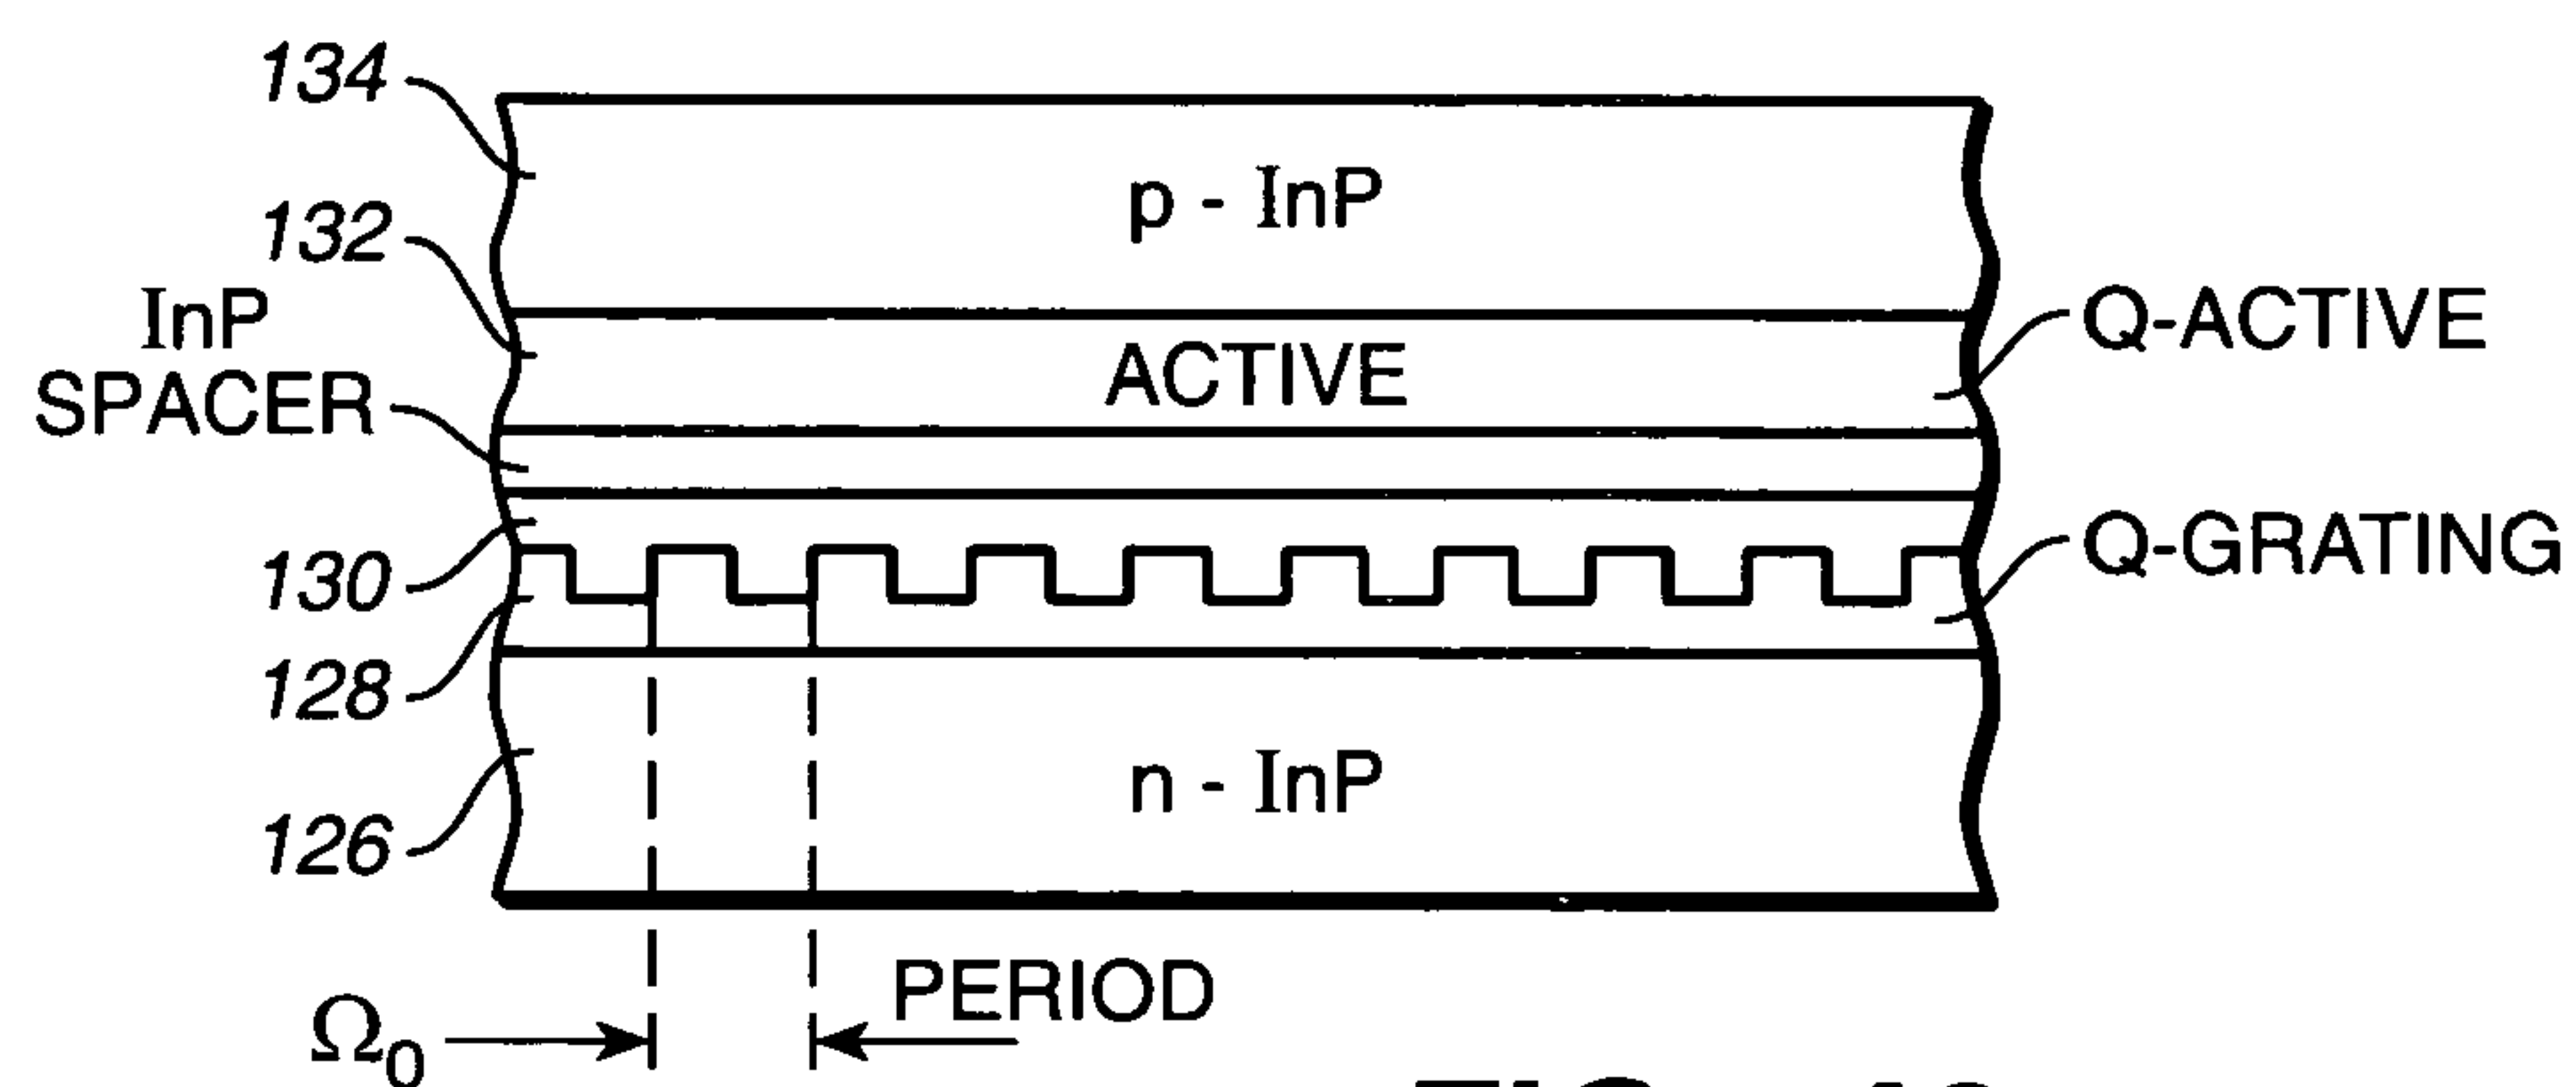 134
p - InP
132
InP
SPACER
ACTIVE
Q-ACTIVE
130
Q-GRATING
128
n - InP
126
PERIOD
Ω0